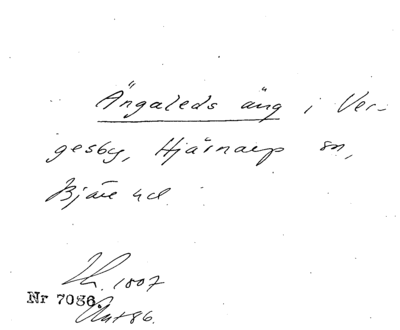 Ängaleds äng i Ver-
gesby, Hjärnarp sn,
Bjäre hd.
1807
Nr 7086.